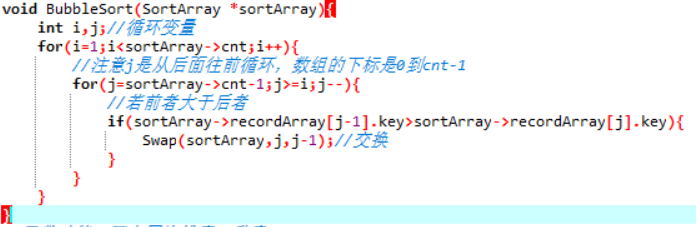 void BubbleSort(SortArray *sortArray){
int i,j;//循环变量
for(i=1;i<sortArray->cnt;i++){
//注意j是从后面往前循环，数组的下标是0到cnt-1
for(j=sortArray->cnt-1;j>=i;j--){
//若前者大于后者
if(sortArray->recordArray[j-1].key>sortArray->recordArray[j].key){
Swap(sortArray,j,j-1);//交换
}
}
}
}